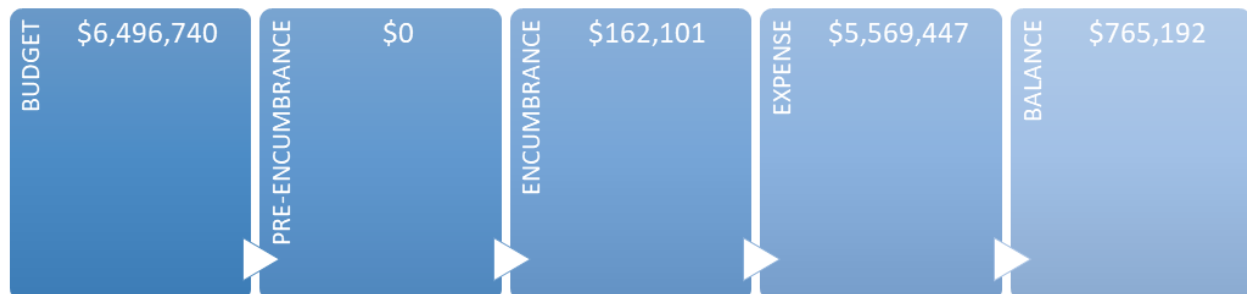 BUDGET
$6,496,740
PRE-ENCUMBRANCE
$0
ENCUMBRANCE
$162,101
EXPENSE
$5,569,447
BALANCE
$765,192